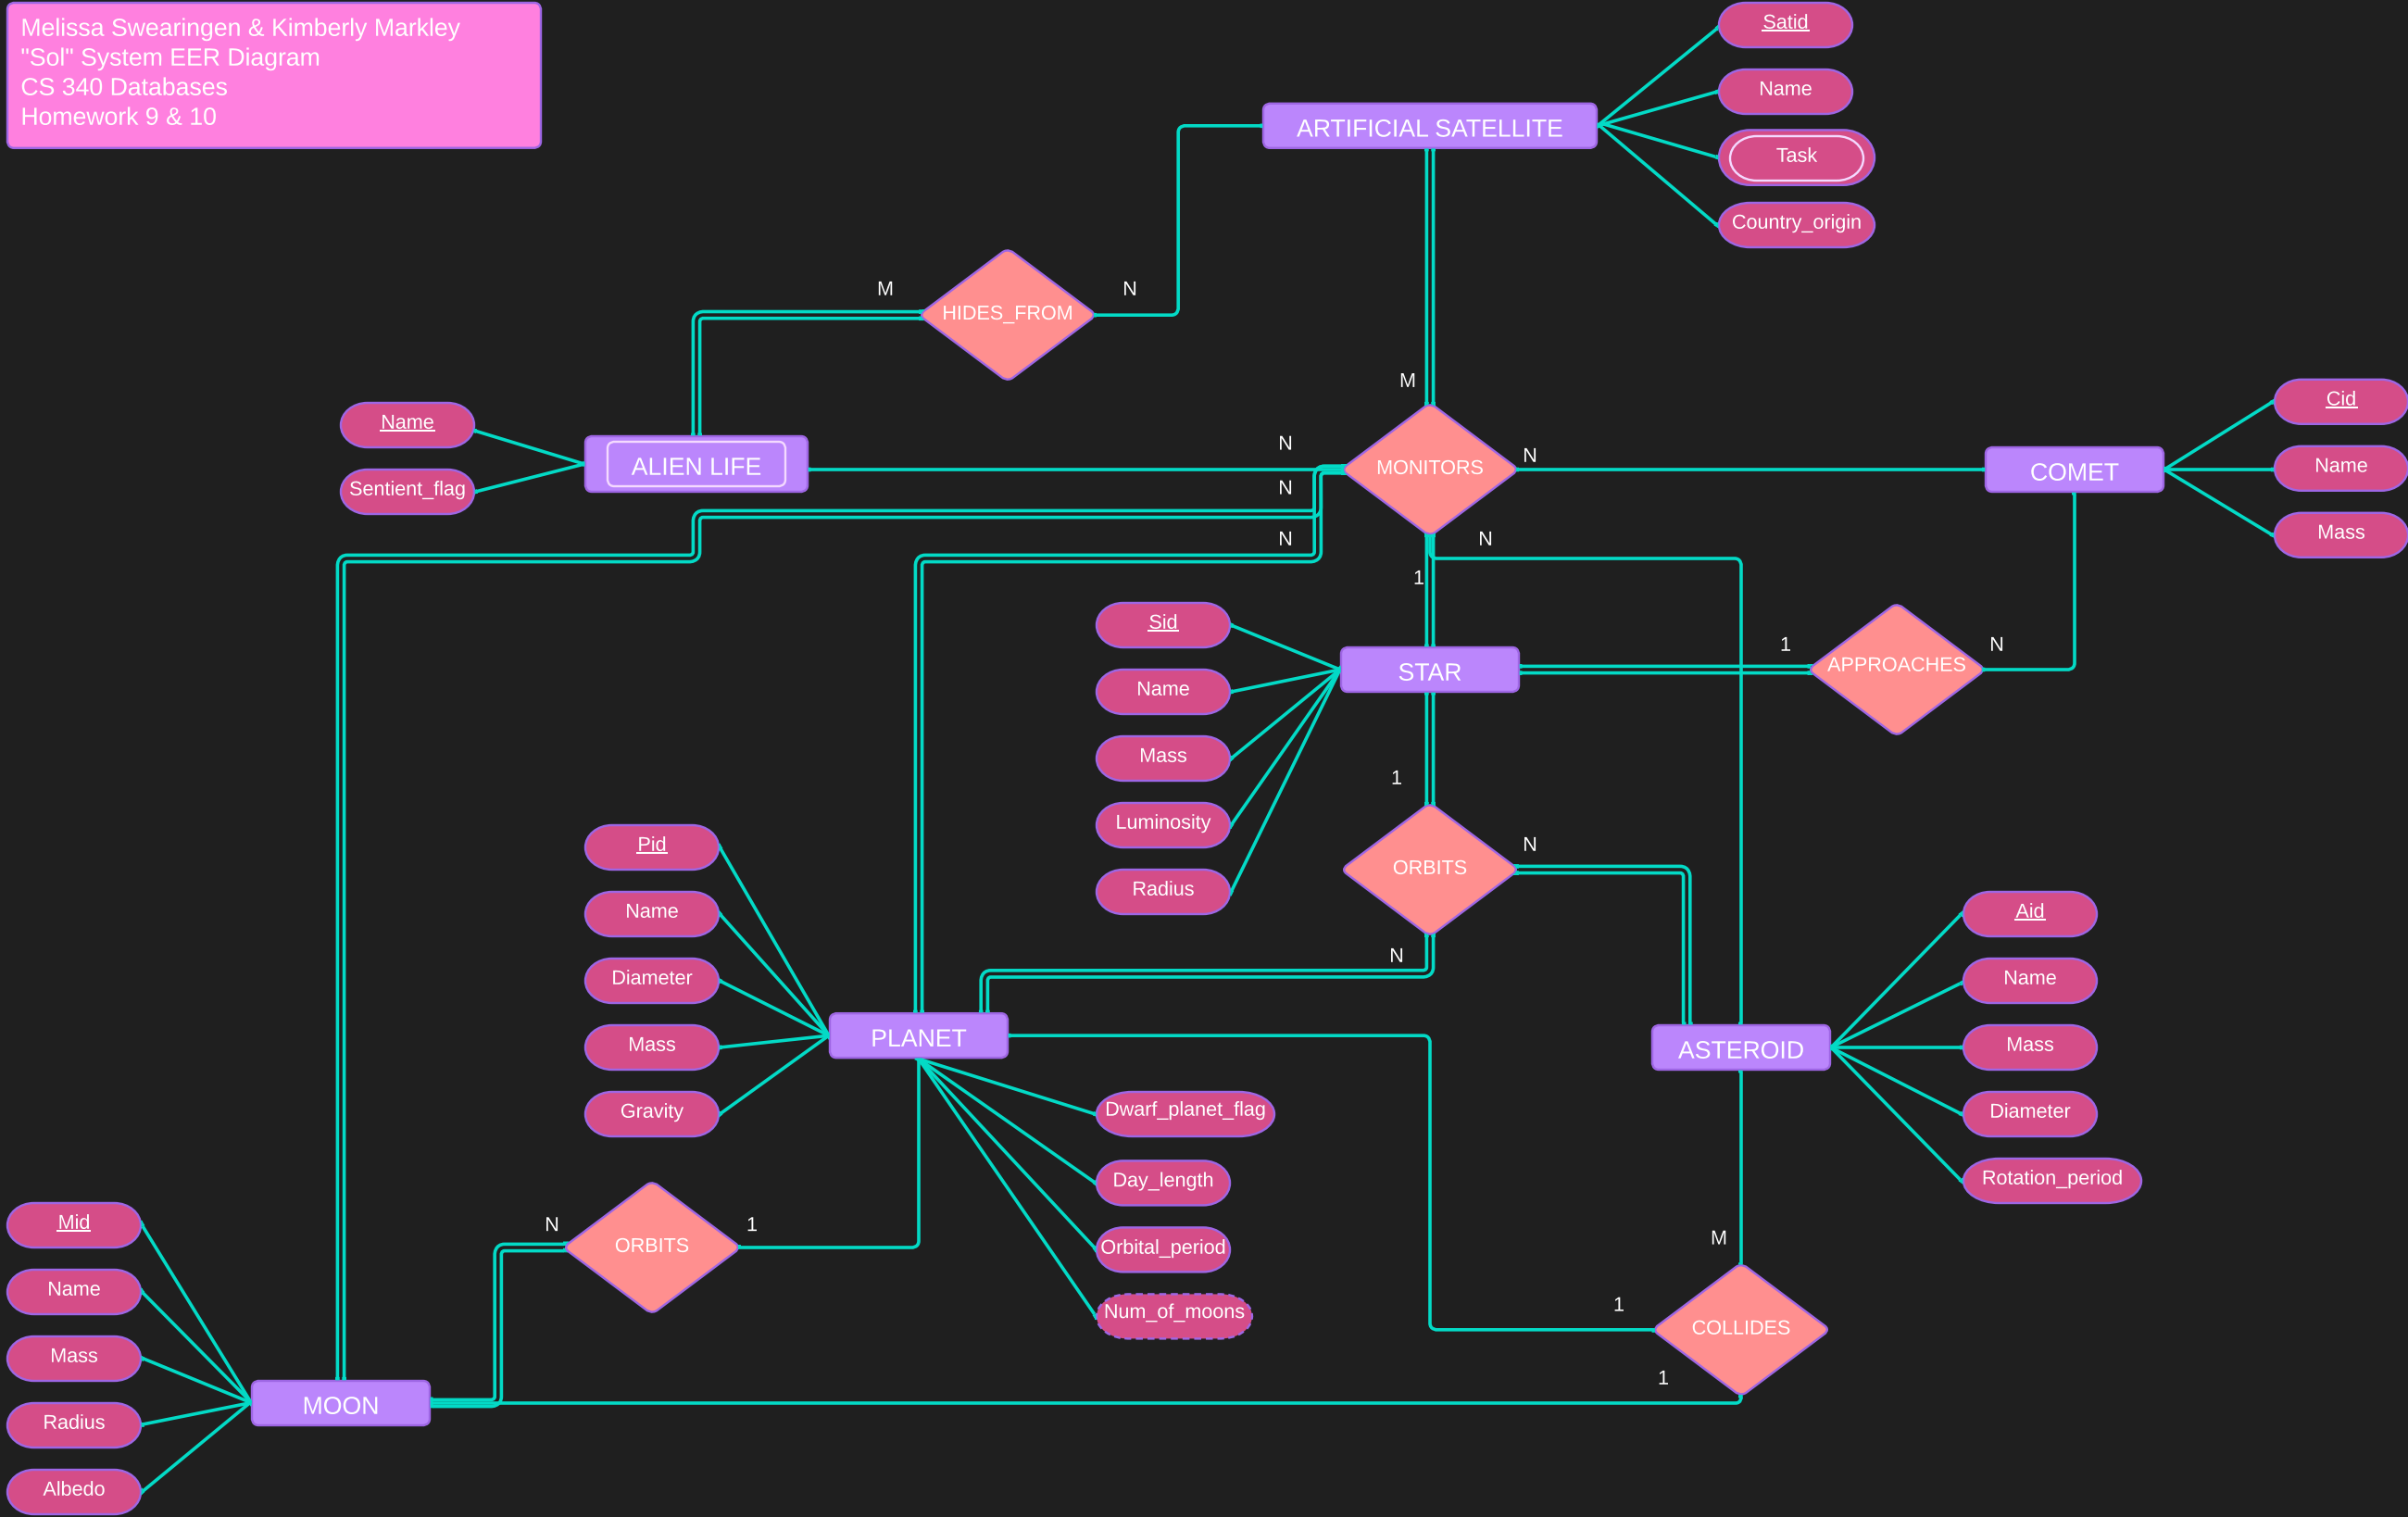 Melissa Swearingen & Kimberly Markley
"Sol" System EER Diagram
CS 340 Databases
Homework 9 & 10
Satid
Name
ARTIFICIAL SATELLITE
Task
Country_origin
M
N
HIDES_FROM
M
Name
Sentient_flag
ALIEN LIFE
N
N
N
MONITORS
N
N
1
COMET
Cid
Name
Mass
Sid
Name
Mass
Luminosity
Radius
STAR
1
APPROACHES
N
1
ORBITS
N
N
Pid
Name
Diameter
Mass
Gravity
PLANET
Dwarf_planet_flag
Day_length
Orbital_period
Num_of_moons
ASTEROID
Aid
Name
Mass
Diameter
Rotation_period
N
ORBITS
1
M
1
COLLIDES
1
Mid
Name
Mass
Radius
Albedo
MOON